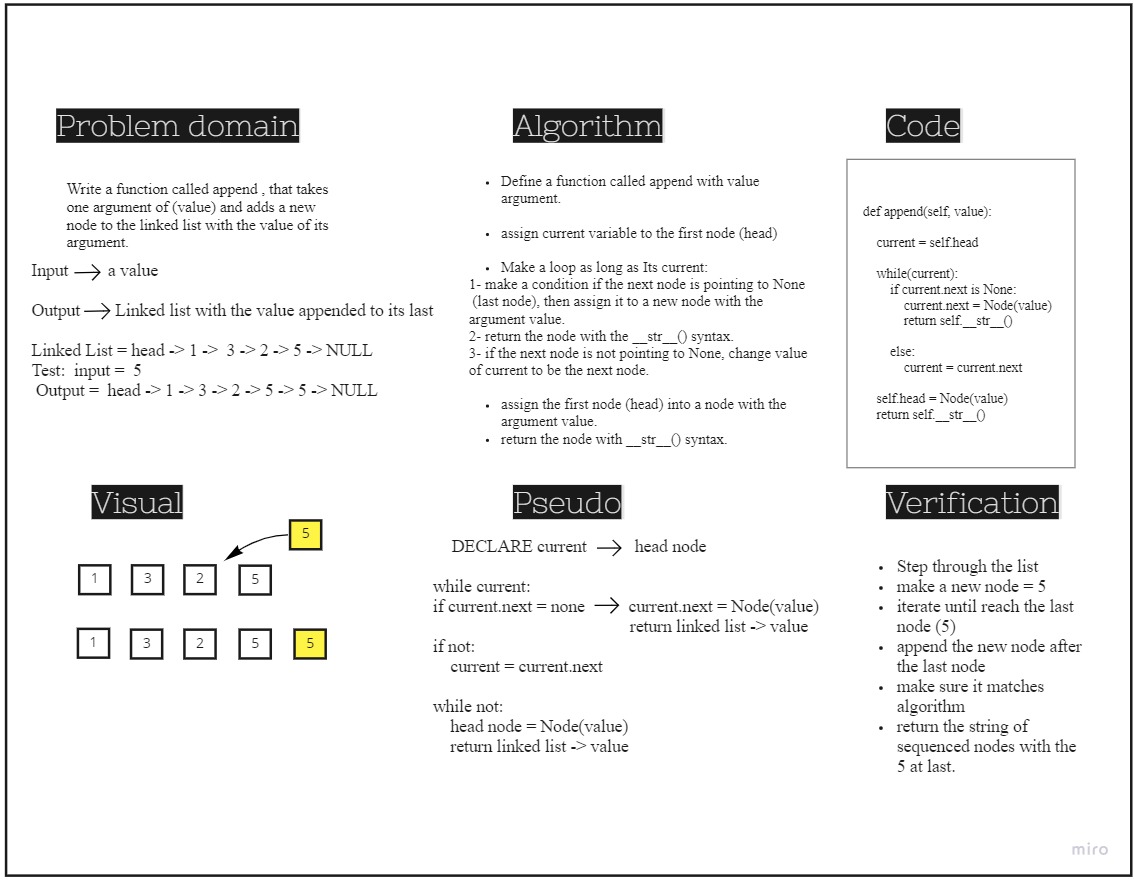 Problem domain
Write a function called append , that takes
one argument of (value) and adds a new
node to the linked list with the value of its
argument.
Input → a value
Output → Linked list with the value appended to its last
Linked List = head -> 1 -> 3 -> 2 -> 5 -> NULL
Test: input = 5
Output = head -> 1 -> 3 -> 2 -> 5 -> 5 -> NULL
Algorithm
• Define a function called append with value
argument.
• assign current variable to the first node (head)
• Make a loop as long as Its current:
1- make a condition if the next node is pointing to None
(last node), then assign it to a new node with the
argument value.
2- return the node with the __str__() syntax.
3- if the next node is not pointing to None, change value
of current to be the next node.
• assign the first node (head) into a node with the
argument value.
• return the node with __str__() syntax.
Code
def append(self, value):
current = self.head
while(current):
if current.next is None:
current.next = Node(value)
return self.__str__()
else:
current = current.next
self.head = Node(value)
return self.__str__()
Visual
5
1 3 2 5
1 3 2 5 5
Pseudo
DECLARE current → head node
while current:
if current.next = none → current.next = Node(value)
return linked list -> value
if not:
current = current.next
while not:
head node = Node(value)
return linked list -> value
Verification
• Step through the list
• make a new node = 5
• iterate until reach the last
node (5)
• append the new node after
the last node
• make sure it matches
algorithm
• return the string of
sequenced nodes with the
5 at last.
miro